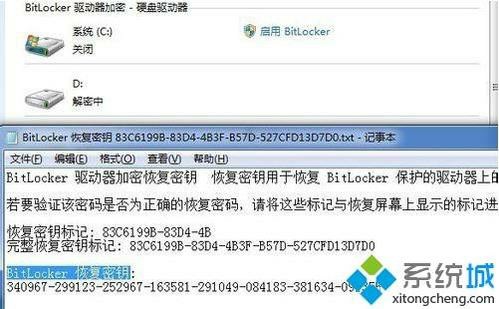 BitLocker 驱动器加密 - 硬盘驱动器
系统 (C:)
关闭
启用 BitLocker
D:
解密中
BitLocker 恢复密钥 83C6199B-83D4-4B3F-B57D-527CFD13D7D0.txt - 记事本
文件(F) 编辑(E) 格式(O) 查看(V) 帮助(H)
BitLocker 驱动器加密恢复密钥 恢复密钥用于恢复 BitLocker 保护的驱动器上的
若要验证该密码是否为正确的恢复密码，请将这些标记与恢复屏幕上显示的标记进
恢复密钥标记: 83C6199B-83D4-4B
完整恢复密钥标记: 83C6199B-83D4-4B3F-B57D-527CFD13D7D0
BitLocker 恢复密钥:
340967-299123-252967-163581-291049-084183-381634-
系统城
xitongcheng.com